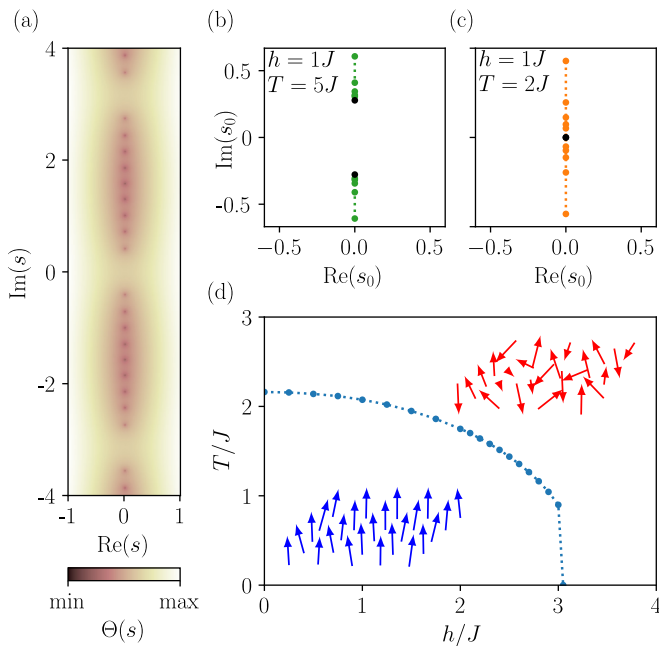 (a)
4
2
0
-2
-4
Im(s)
-1 0 1
Re(s)
min max
Θ(s)
(b)
h = 1J
T = 5J
0.5
0
-0.5
Im(s₀)
-0.5 0.0 0.5
Re(s₀)
(c)
h = 1J
T = 2J
-0.5 0.0 0.5
Re(s₀)
(d)
3
2
1
0
T/J
0 1 2 3 4
h/J